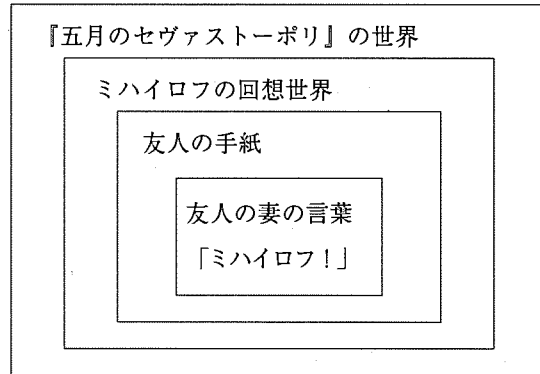 『五月のセヴァストーポリ』の世界
ミハイロフの回想世界
友人の手紙
友人の妻の言葉
「ミハイロフ！」